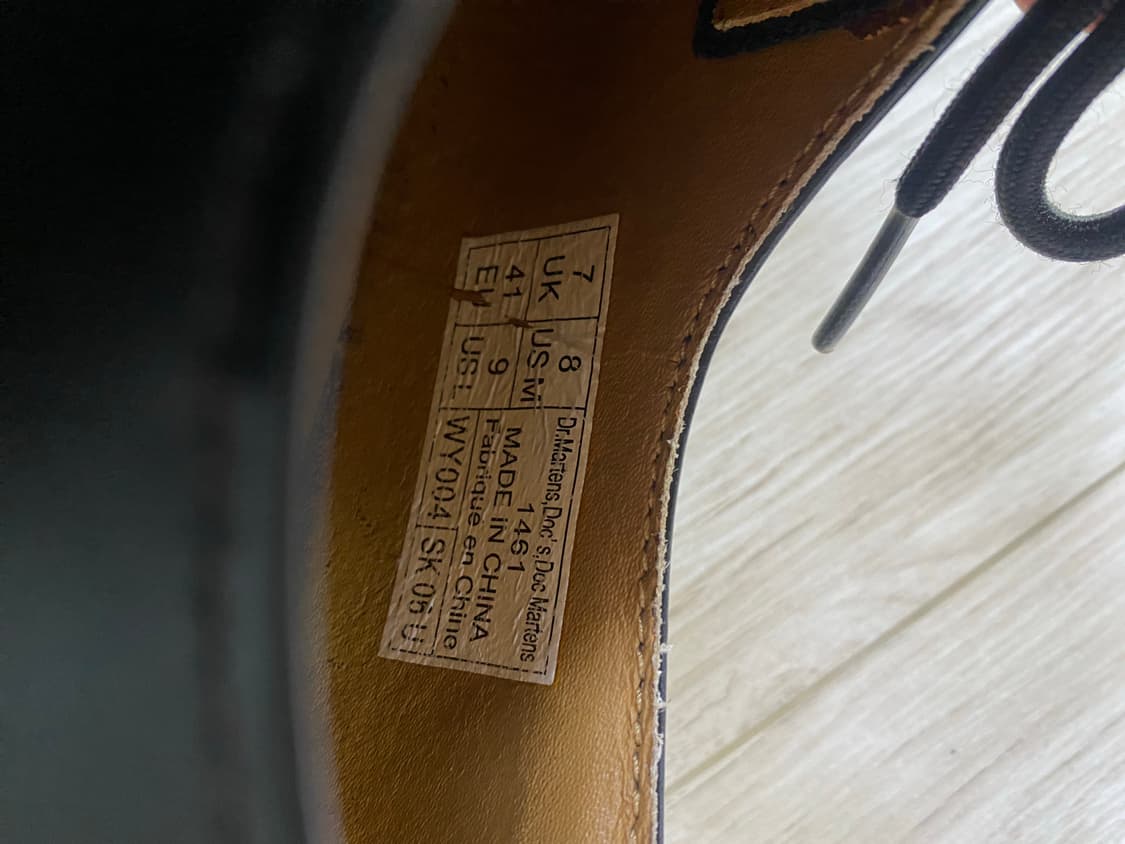 7 8 Dr.Martens,Doc's,Doc Martens
UK US M 1461
41 9 MADE IN CHINA
EU US L Fabrique en Chine
WY004 SK 05 U